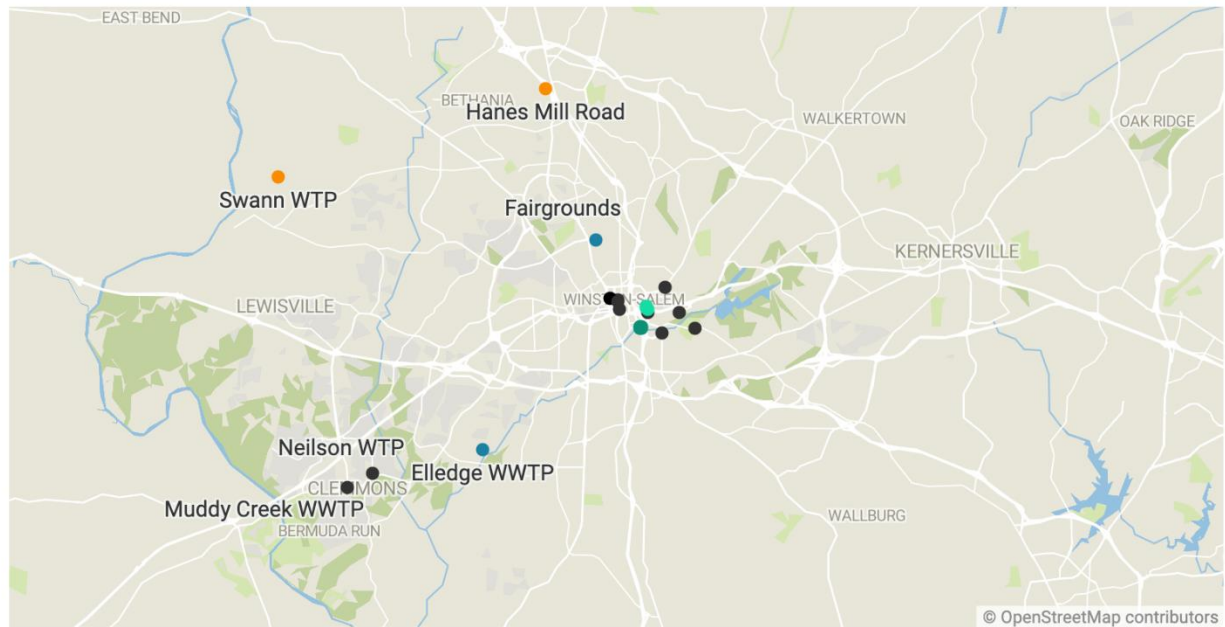 EAST BEND
BETHANIA
Hanes Mill Road
WALKERTOWN
OAK RIDGE
Swann WTP
Fairgrounds
KERNERSVILLE
WINSTON-SALEM
LEWISVILLE
Neilson WTP
Elledge WWTP
CLEMMONS
Muddy Creek WWTP
BERMUDA RUN
WALLBURG
© OpenStreetMap contributors